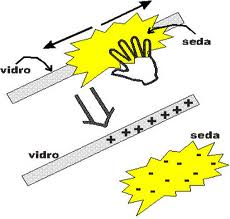 seda
vidro
+ + + + + + + +
vidro
seda
- - - - - - - - - - -